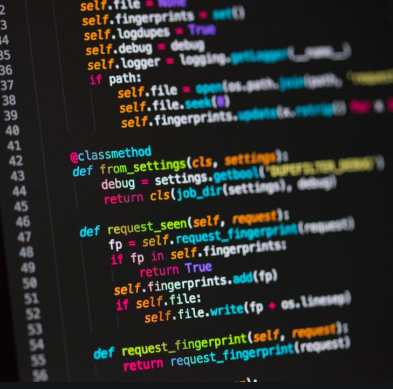 2 self.file = None
33 self.fingerprints = set()
34 self.logdupes = True
35 self.debug = debug
36 self.logger = logging.getLogger(__name__)
37 if path:
38 self.file = open(os.path.join(path,
39 self.file.seek(0)
40 self.fingerprints.update(x.rstrip() for
41
42 @classmethod
43 def from_settings(cls, settings):
44 debug = settings.getbool('DUPEFILTER_DEBUG')
45 return cls(job_dir(settings), debug)
46
47 def request_seen(self, request):
48 fp = self.request_fingerprint(request)
49 if fp in self.fingerprints:
50 return True
51 self.fingerprints.add(fp)
52 if self.file:
53 self.file.write(fp + os.linesep)
54
55 def request_fingerprint(self, request):
56 return request_fingerprint(request)